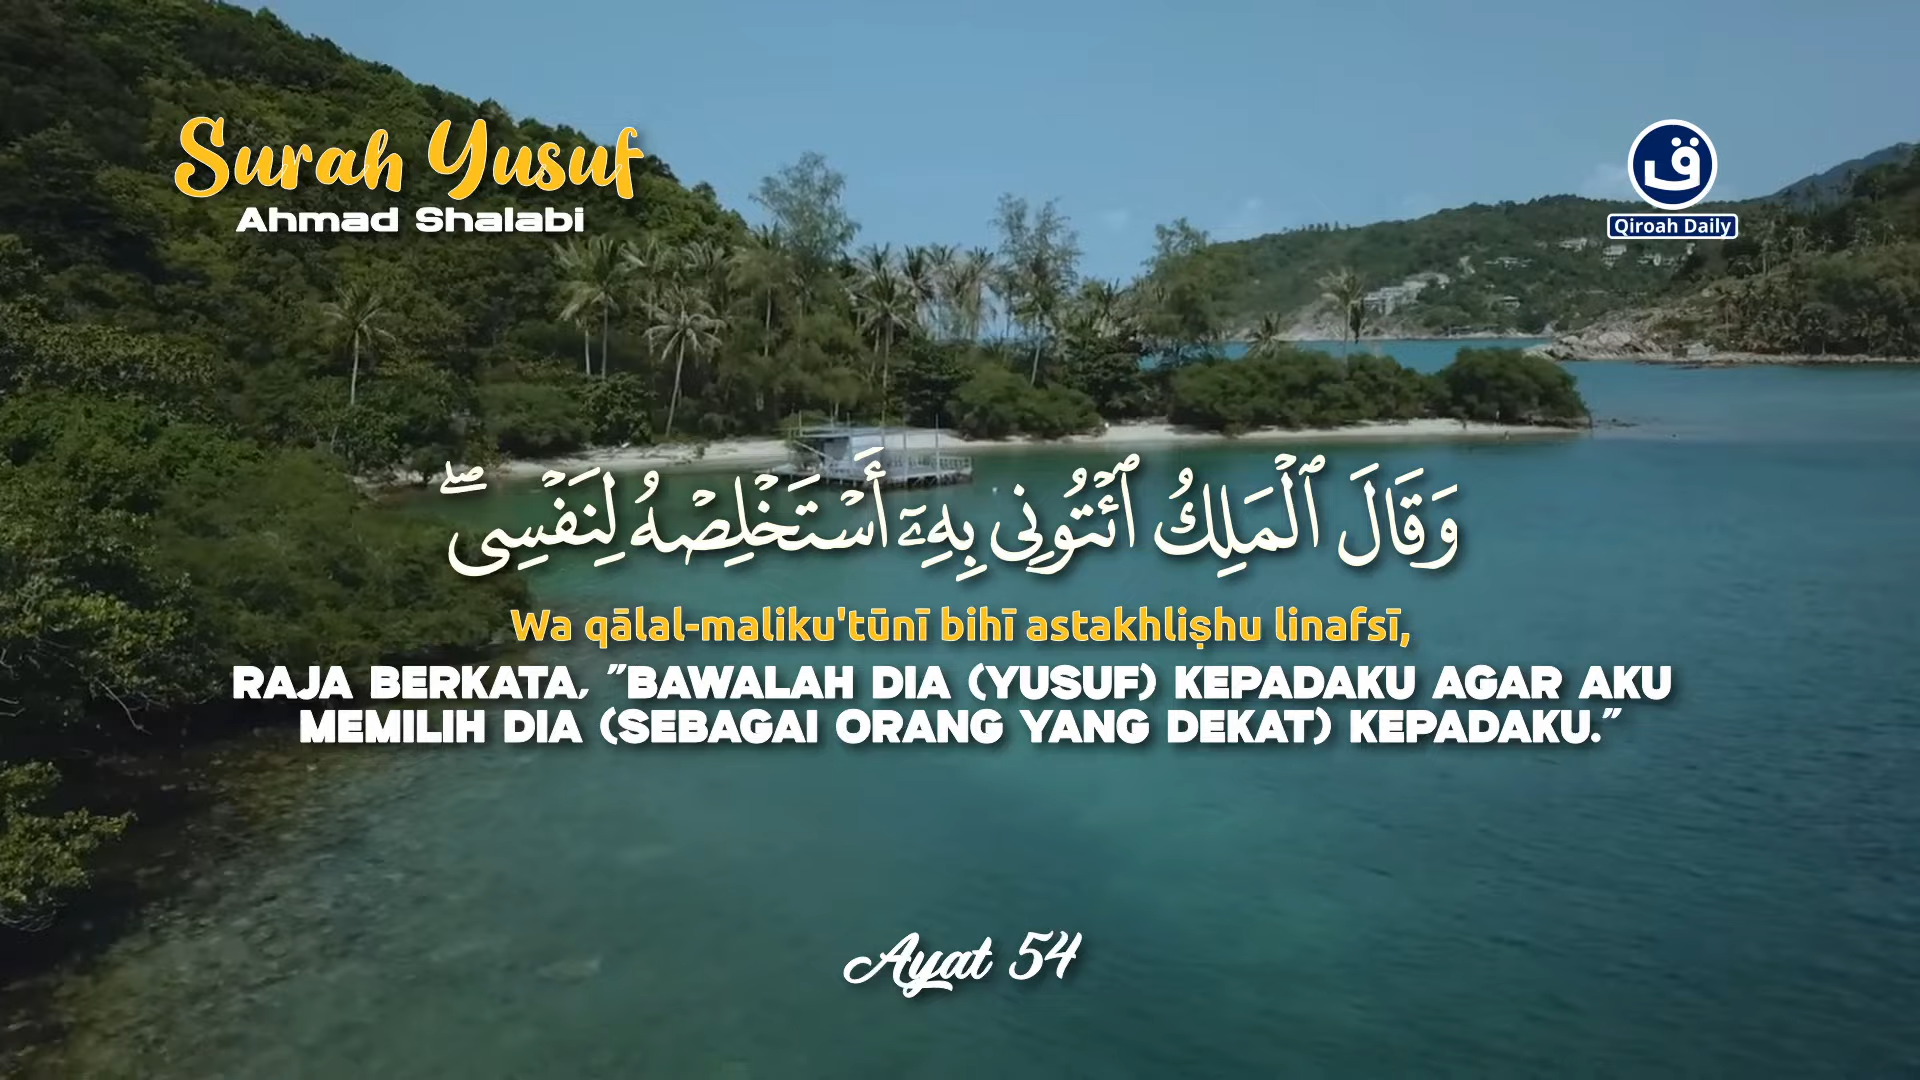 Surah Yusuf
Ahmad Shalabi
ق
Qiroah Daily
وَقَالَ ٱلْمَلِكُ ٱئْتُونِى بِهِۦٓ أَسْتَخْلِصْهُ لِنَفْسِى ۖ
Wa qālal-maliku'tūnī bihī astakhliṣhu linafsī,
RAJA BERKATA, "BAWALAH DIA (YUSUF) KEPADAKU AGAR AKU
MEMILIH DIA (SEBAGAI ORANG YANG DEKAT) KEPADAKU."
Ayat 54